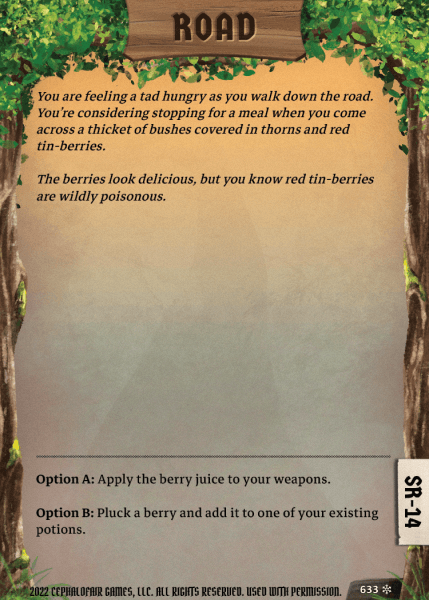 ROAD
You are feeling a tad hungry as you walk down the road.
You're considering stopping for a meal when you come
across a thicket of bushes covered in thorns and red
tin-berries.
The berries look delicious, but you know red tin-berries
are wildly poisonous.
Option A: Apply the berry juice to your weapons.
Option B: Pluck a berry and add it to one of your existing
potions.
SR-14
2022 CEPHALOFAIR GAMES, LLC. ALL RIGHTS RESERVED. USED WITH PERMISSION.
633